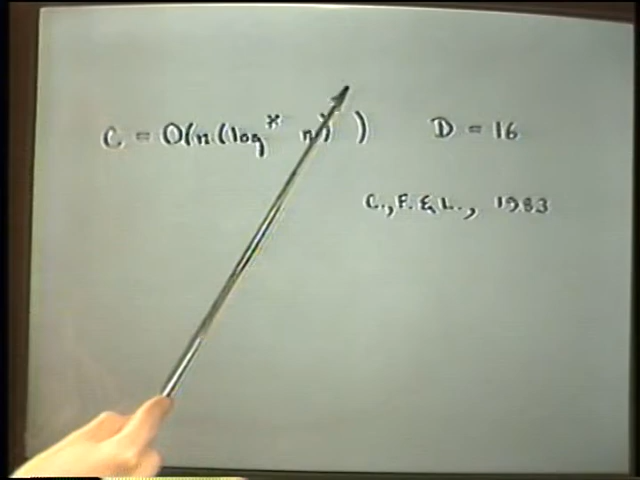 C = O(n(log* n) ) D = 16
C., F. & L., 1983